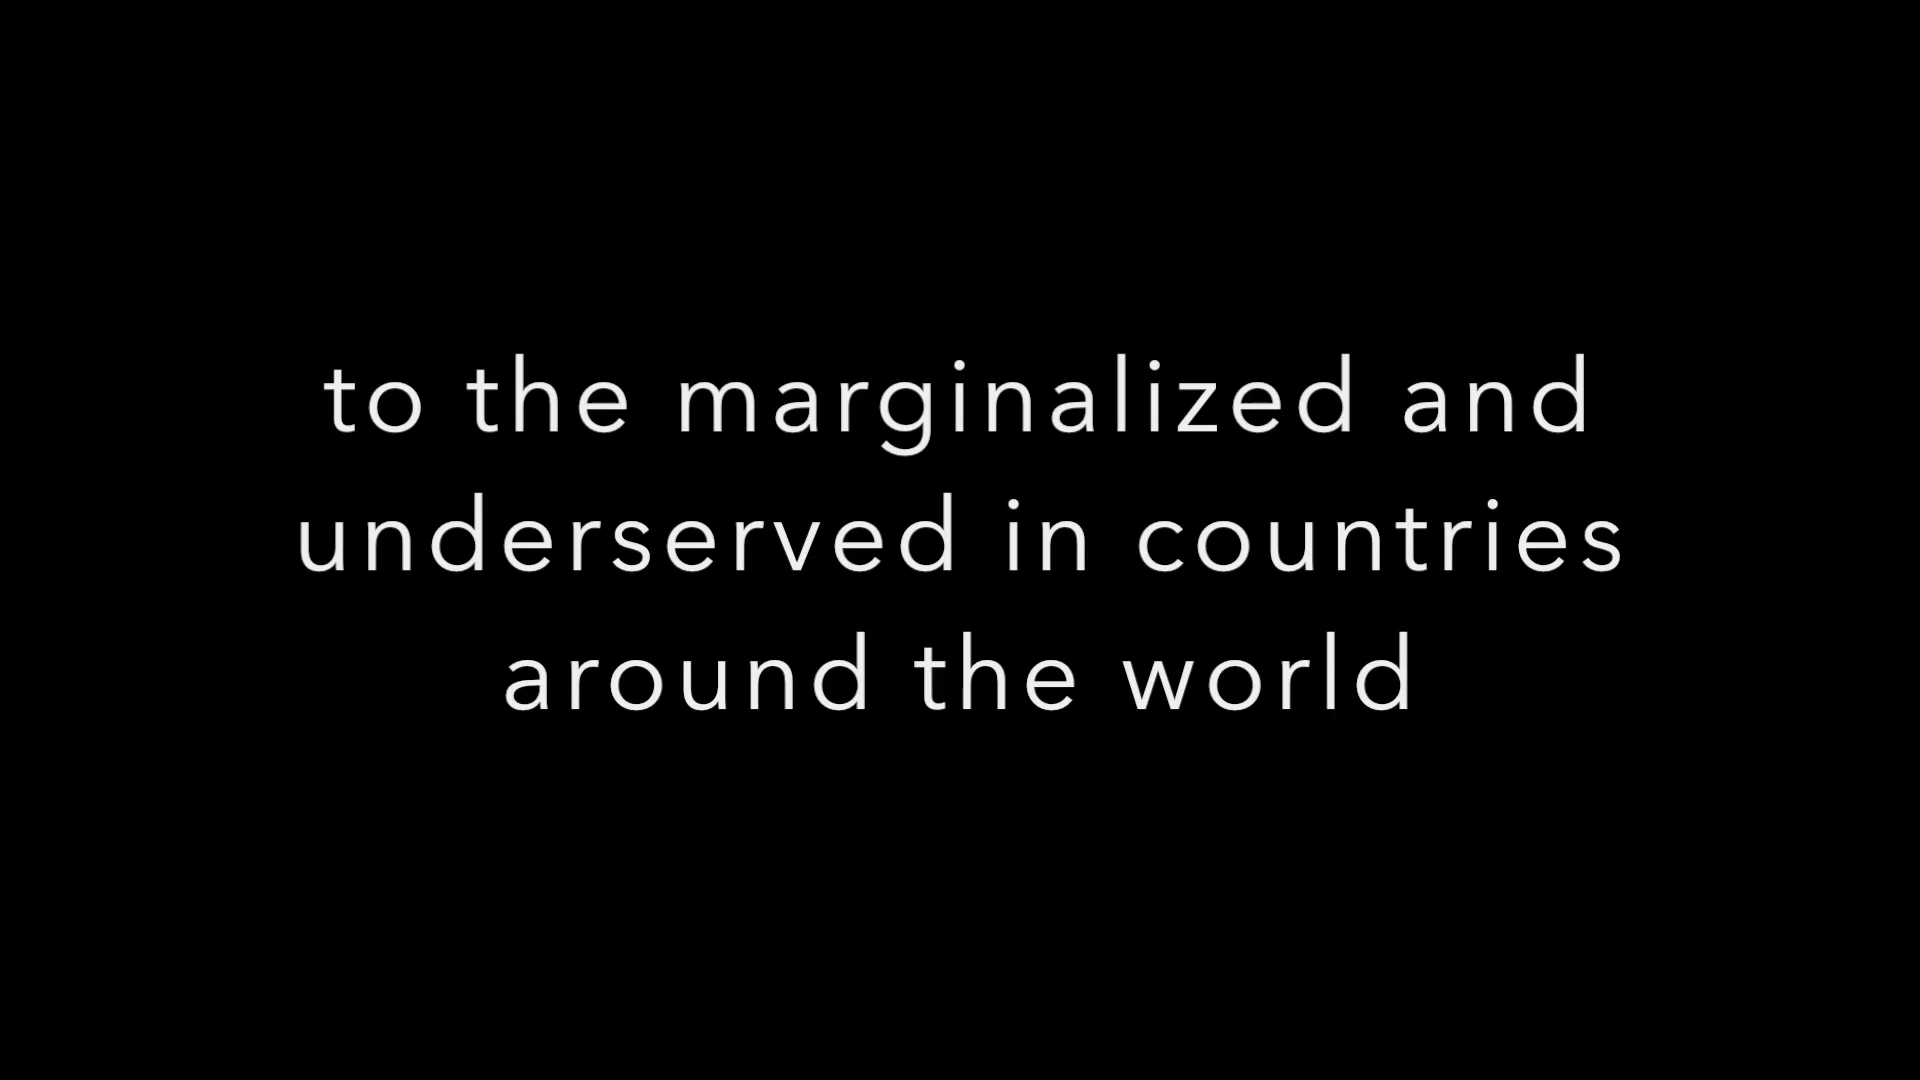 to the marginalized and
underserved in countries
around the world